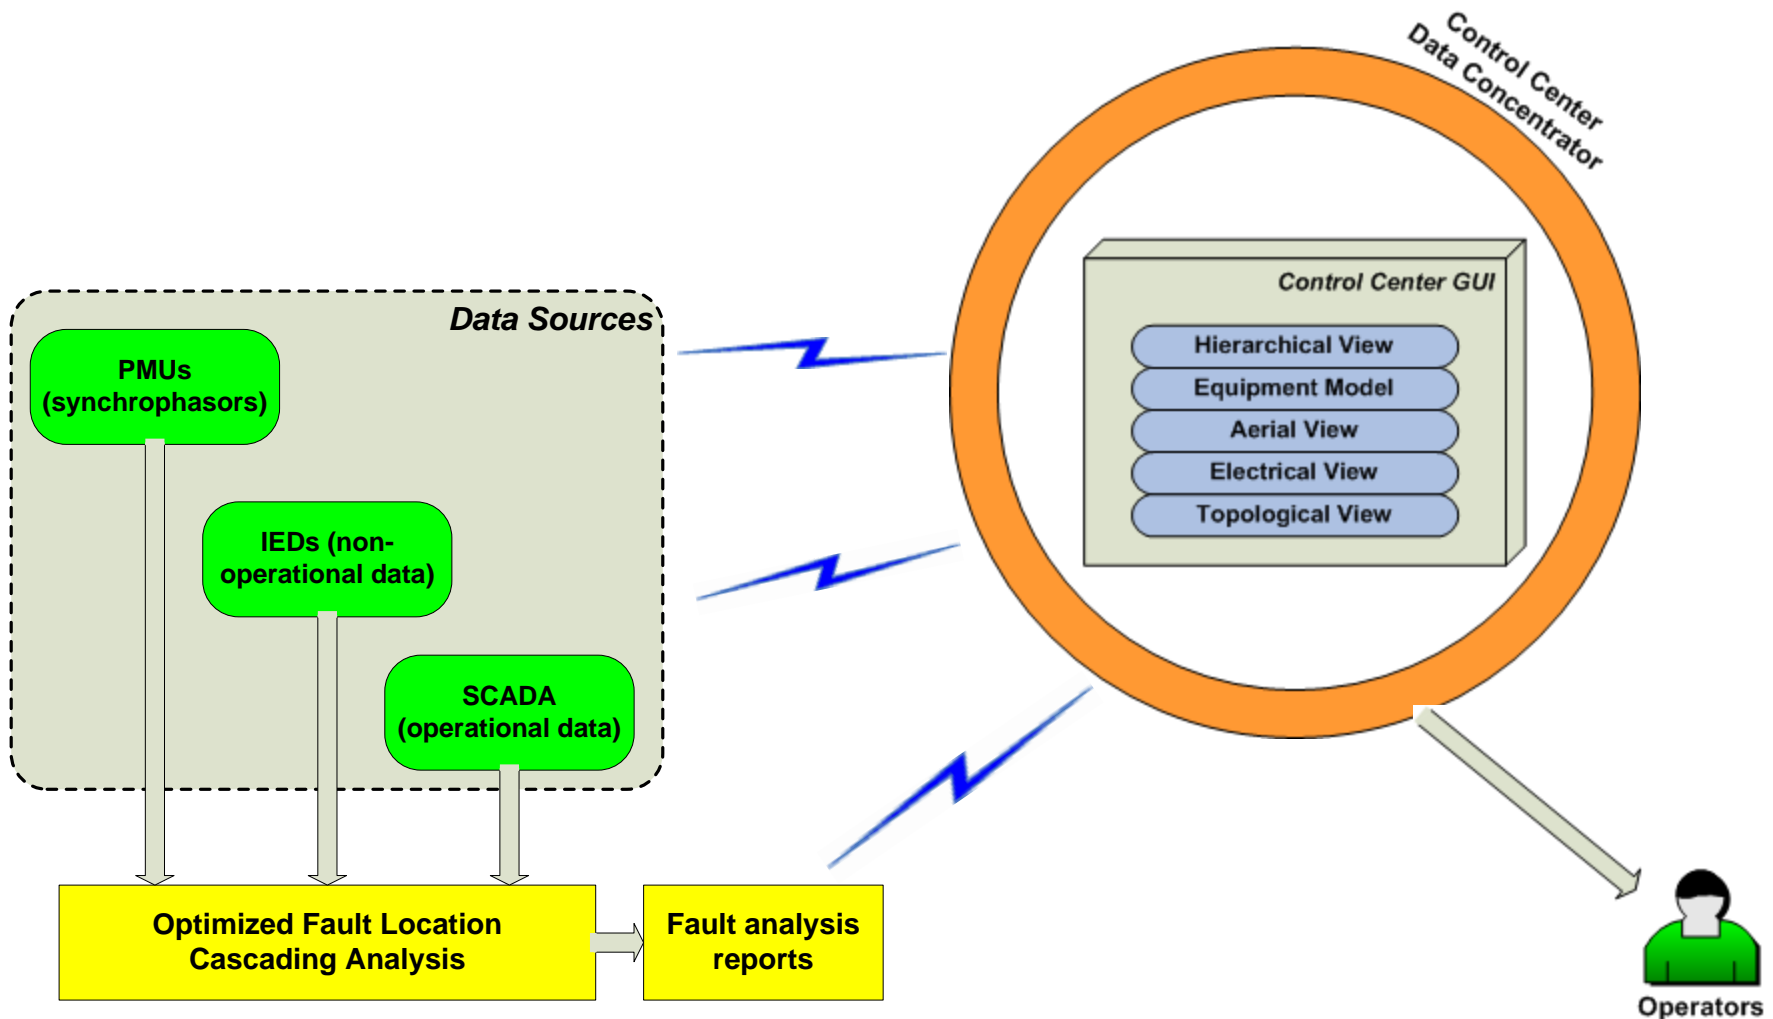 Control Center
Data Concentrator
Control Center GUI
Hierarchical View
Equipment Model
Aerial View
Electrical View
Topological View
Data Sources
PMUs
(synchrophasors)
IEDs (non-
operational data)
SCADA
(operational data)
Optimized Fault Location
Cascading Analysis
Fault analysis
reports
Operators